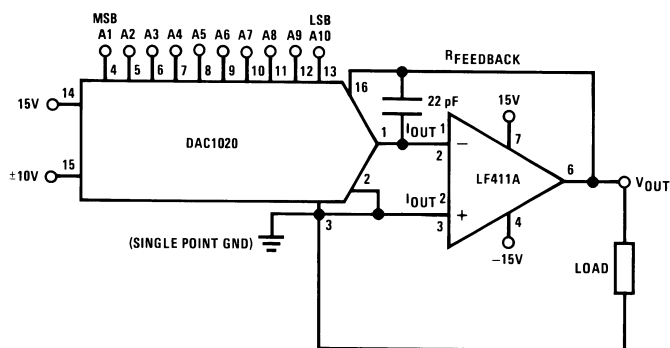 MSB LSB
A1 A2 A3 A4 A5 A6 A7 A8 A9 A10
4 5 6 7 8 9 10 11 12 13
RFEEDBACK
14 16
15V
22 pF
15V
DAC1020
1 IOUT 1
7
2 −
15
±10V
LF411A
6
VOUT
2
IOUT 2
+
3
3
4
(SINGLE POINT GND)
−15V
LOAD